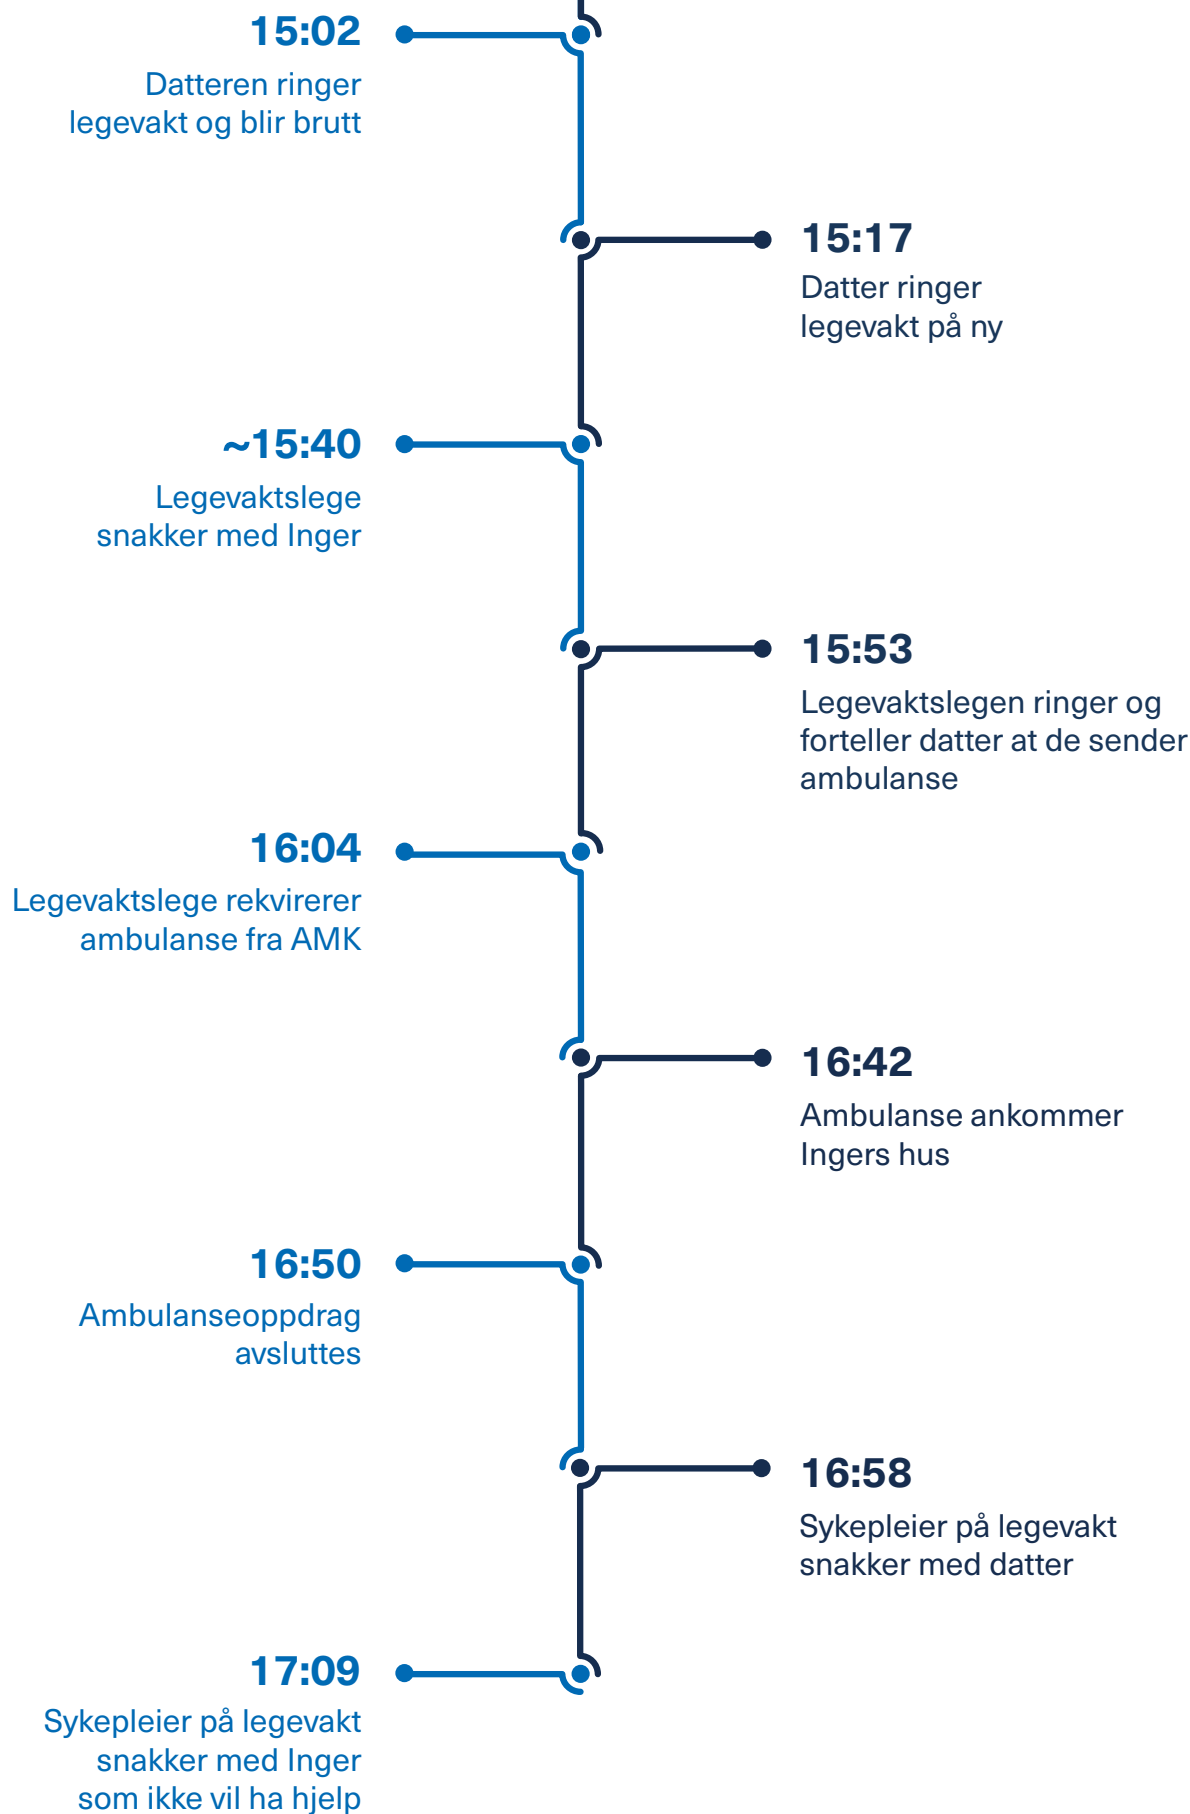 15:02
Datteren ringer
legevakt og blir brutt
15:17
Datter ringer
legevakt på ny
~15:40
Legevaktslege
snakker med Inger
15:53
Legevaktslegen ringer og
forteller datter at de sender
ambulanse
16:04
Legevaktslege rekvirerer
ambulanse fra AMK
16:42
Ambulanse ankommer
Ingers hus
16:50
Ambulanseoppdrag
avsluttes
16:58
Sykepleier på legevakt
snakker med datter
17:09
Sykepleier på legevakt
snakker med Inger
som ikke vil ha hjelp